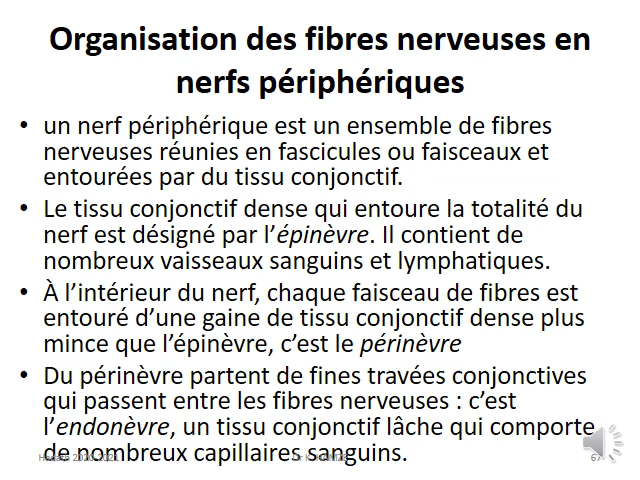 Organisation des fibres nerveuses en
nerfs périphériques
• un nerf périphérique est un ensemble de fibres
nerveuses réunies en fascicules ou faisceaux et
entourées par du tissu conjonctif.
• Le tissu conjonctif dense qui entoure la totalité du
nerf est désigné par l’épinèvre. Il contient de
nombreux vaisseaux sanguins et lymphatiques.
• À l’intérieur du nerf, chaque faisceau de fibres est
entouré d’une gaine de tissu conjonctif dense plus
mince que l’épinèvre, c’est le périnèvre
• Du périnèvre partent de fines travées conjonctives
qui passent entre les fibres nerveuses : c’est
l’endonèvre, un tissu conjonctif lâche qui comporte
de nombreux capillaires sanguins.
67